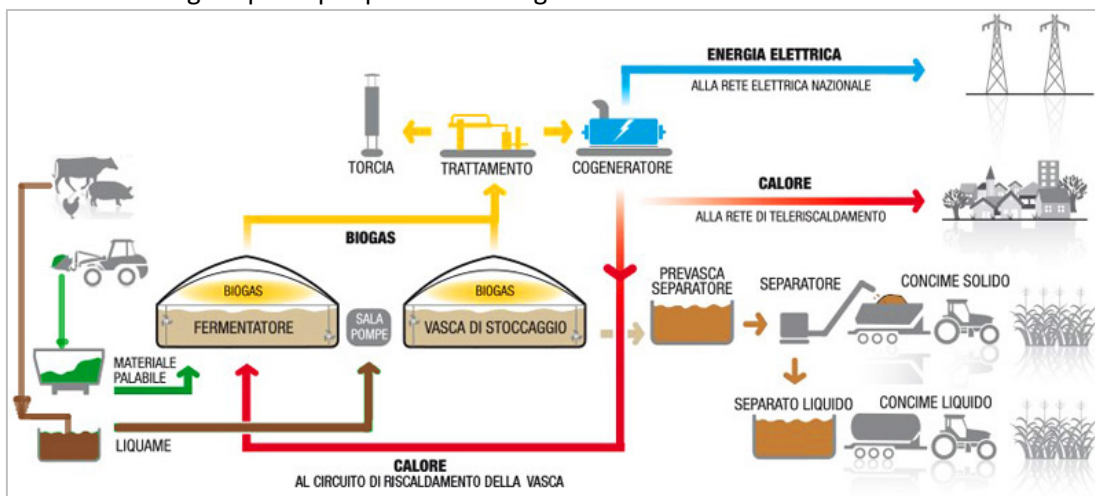 ENERGIA ELETTRICA
ALLA RETE ELETTRICA NAZIONALE
TORCIA
TRATTAMENTO
COGENERATORE
CALORE
ALLA RETE DI TELERISCALDAMENTO
BIOGAS
BIOGAS
FERMENTATORE
SALA
POMPE
BIOGAS
VASCA DI STOCCAGGIO
PREVASCA
SEPARATORE
SEPARATORE
CONCIME SOLIDO
MATERIALE
PALABILE
LIQUAME
SEPARATO LIQUIDO
CONCIME LIQUIDO
CALORE
AL CIRCUITO DI RISCALDAMENTO DELLA VASCA